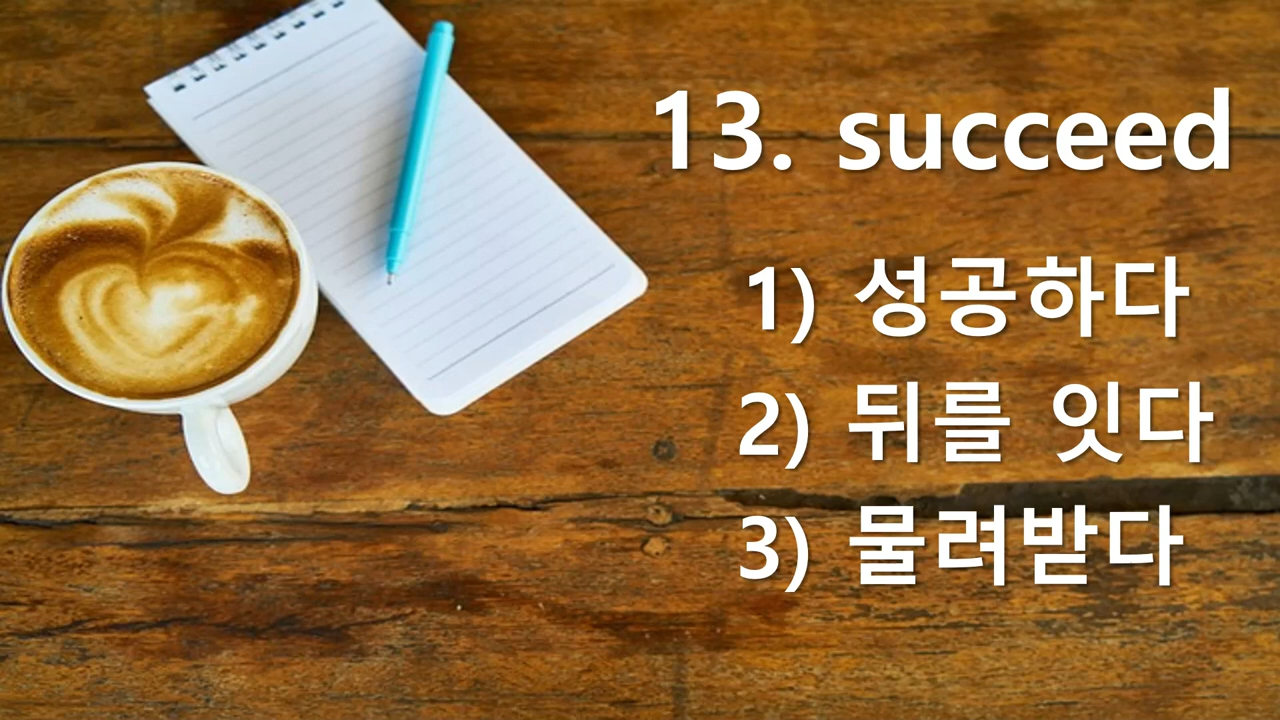 13. succeed
1) 성공하다
2) 뒤를 잇다
3) 물려받다